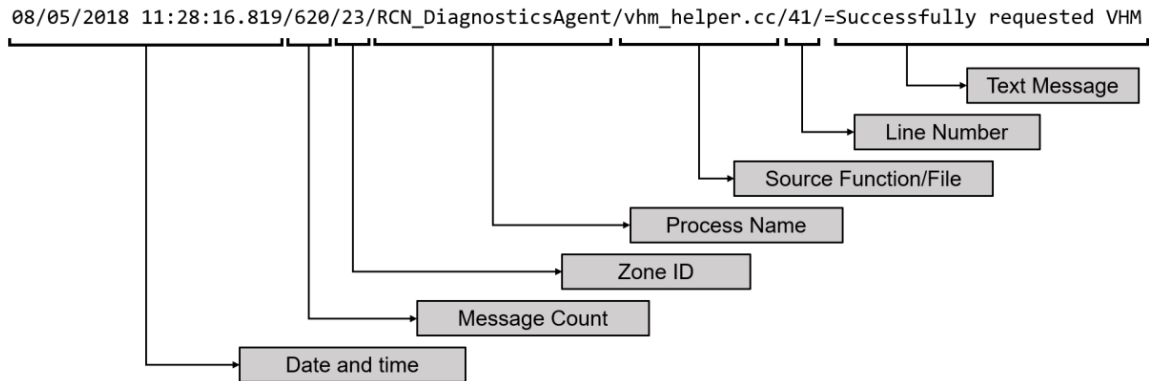 08/05/2018 11:28:16.819/620/23/RCN_DiagnosticsAgent/vhm_helper.cc/41/=Successfully requested VHM
Text Message
Line Number
Source Function/File
Process Name
Zone ID
Message Count
Date and time